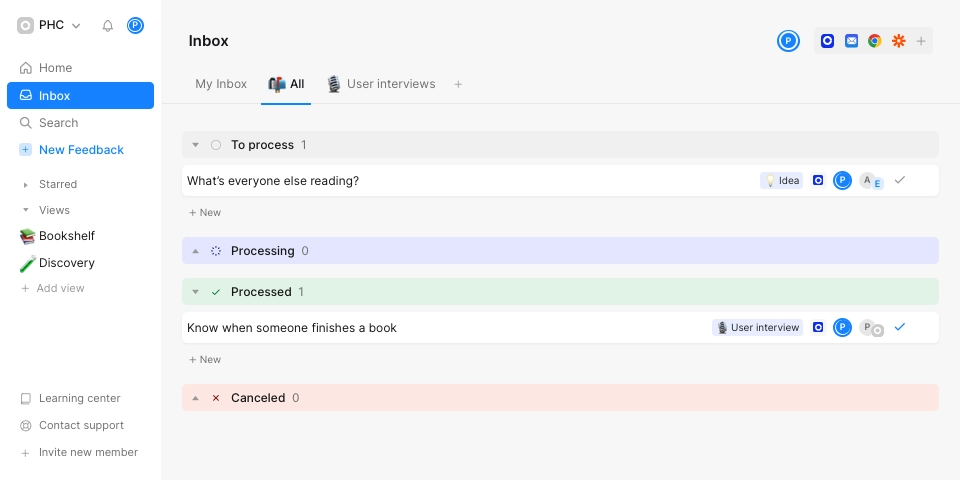 PHC
P
Home
Inbox
Search
New Feedback
Starred
Views
Bookshelf
Discovery
+ Add view
Learning center
Contact support
+ Invite new member
Inbox
P
+
My Inbox
All
User interviews
+
To process 1
What’s everyone else reading?
Idea
P
A
E
+ New
Processing 0
Processed 1
Know when someone finishes a book
User interview
P
P
+ New
Canceled 0